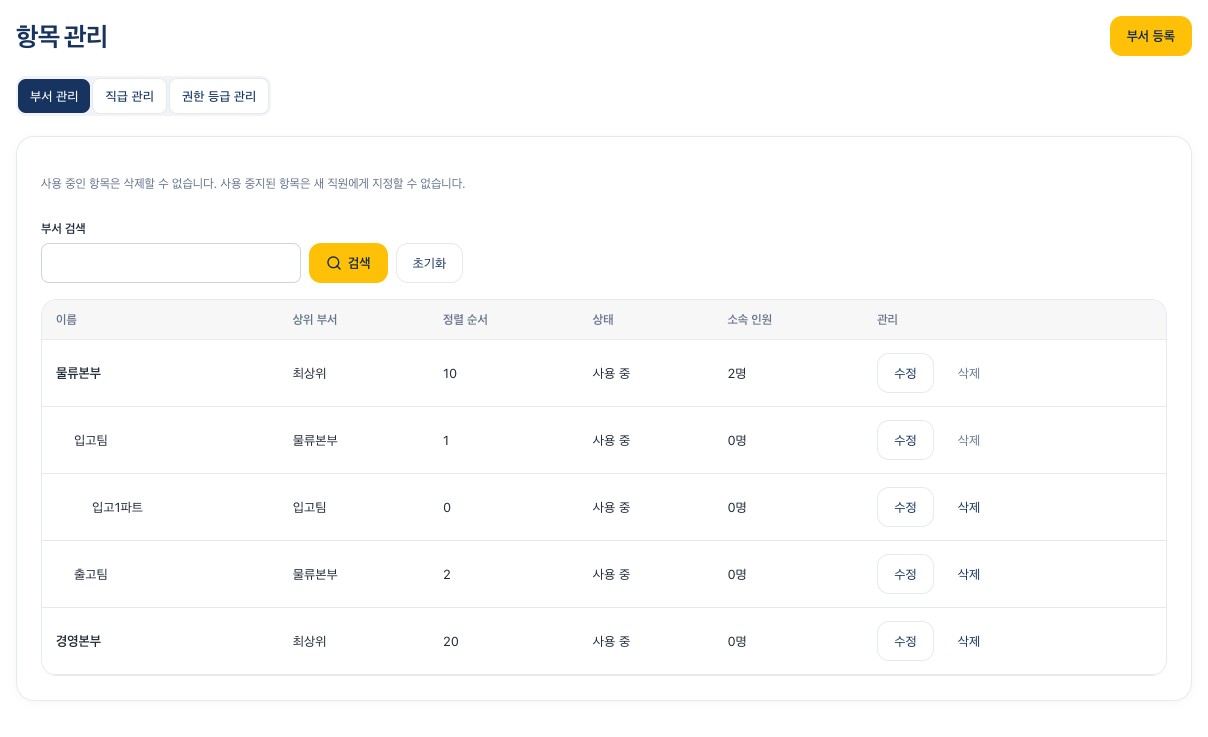 항목 관리
부서 등록
부서 관리 직급 관리 권한 등급 관리
사용 중인 항목은 삭제할 수 없습니다. 사용 중지된 항목은 새 직원에게 지정할 수 없습니다.
부서 검색
검색 초기화
이름 상위 부서 정렬 순서 상태 소속 인원 관리
물류본부 최상위 10 사용 중 2명 수정 삭제
입고팀 물류본부 1 사용 중 0명 수정 삭제
입고1파트 입고팀 0 사용 중 0명 수정 삭제
출고팀 물류본부 2 사용 중 0명 수정 삭제
경영본부 최상위 20 사용 중 0명 수정 삭제